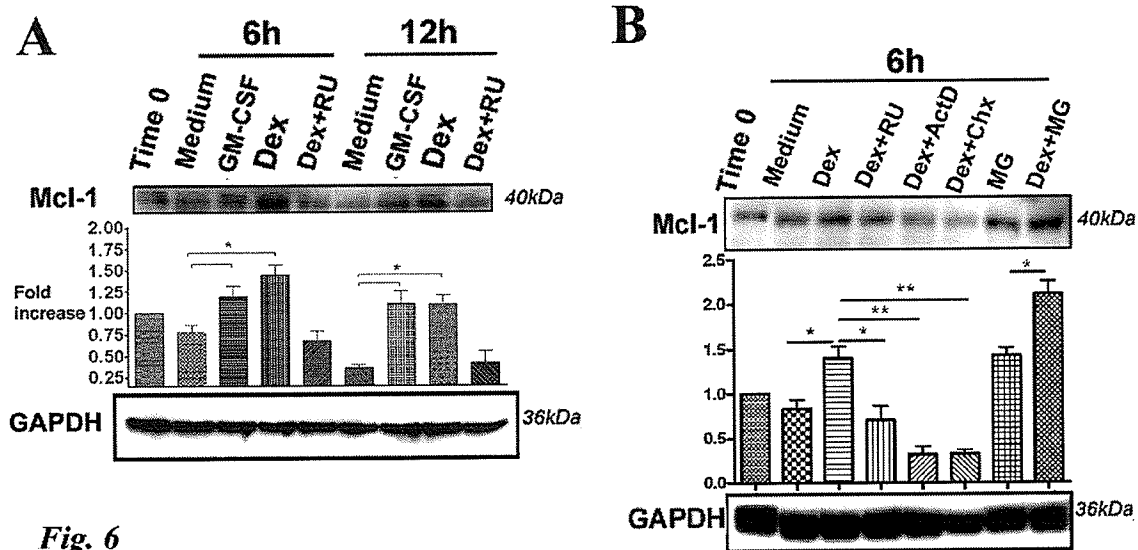 A
6h 12h
Time 0 Medium GM-CSF Dex Dex+RU Medium GM-CSF Dex Dex+RU
Mcl-1 40kDa
2.00
1.75
1.50
1.25
1.00
0.75
0.50
0.25
Fold
increase
* *
GAPDH 36kDa
B
6h
Time 0 Medium Dex Dex+RU Dex+ActD Dex+Chx MG Dex+MG
Mcl-1 40kDa
2.5
2.0
1.5
1.0
0.5
0.0
* * ** ** *
GAPDH 36kDa
Fig. 6